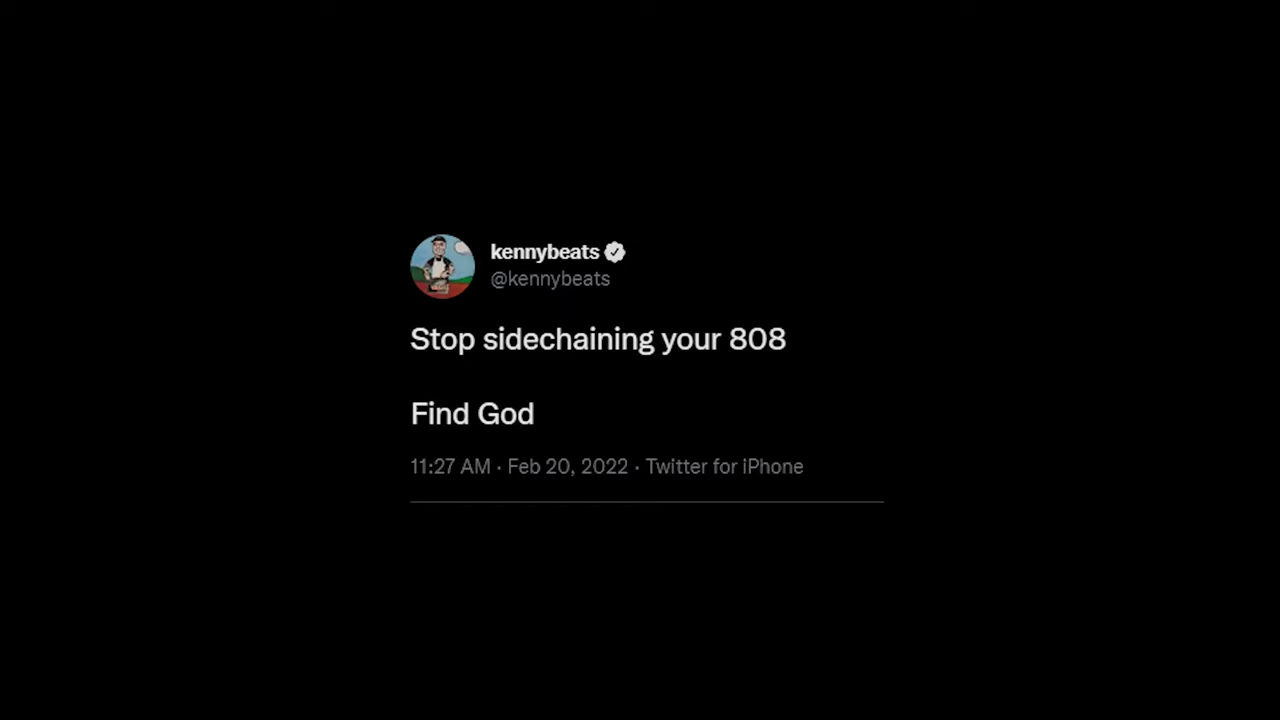 kennybeats
@kennybeats
Stop sidechaining your 808
Find God
11:27 AM · Feb 20, 2022 · Twitter for iPhone